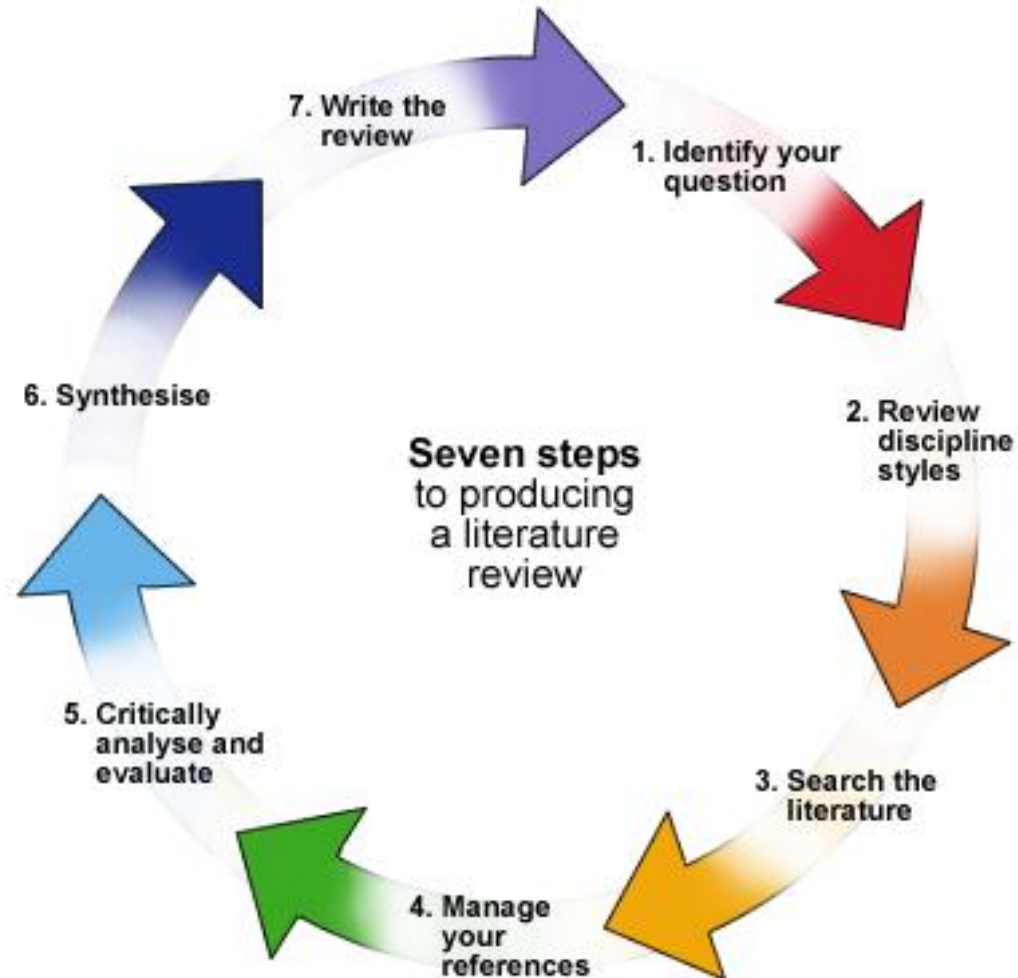 Seven steps
to producing
a literature
review
1. Identify your
question
2. Review
discipline
styles
3. Search the
literature
4. Manage
your
references
5. Critically
analyse and
evaluate
6. Synthesise
7. Write the
review